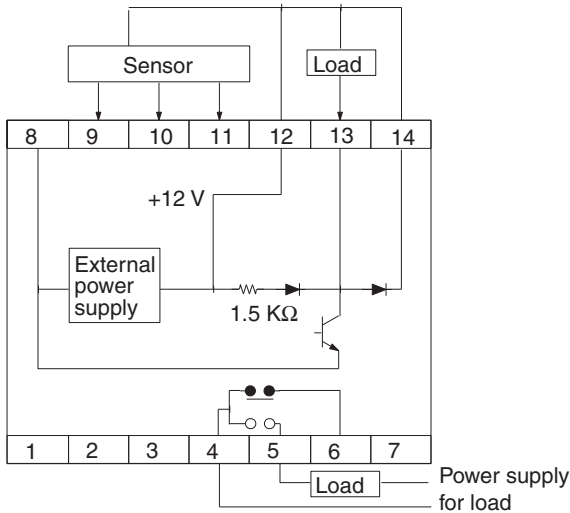 Sensor
Load
8 9 10 11 12 13 14
+12 V
External
power
supply
1.5 KΩ
1 2 3 4 5 6 7
Load
Power supply
for load